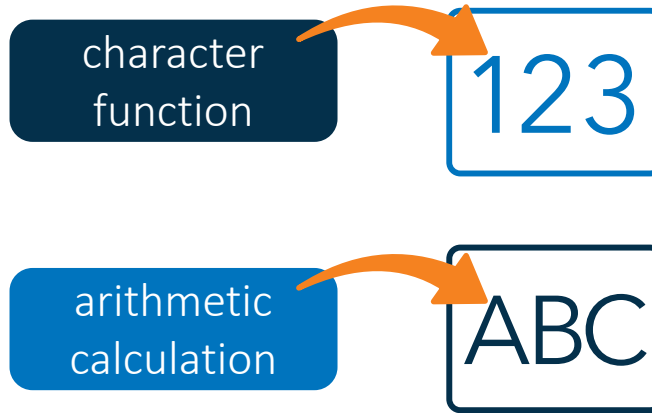 character
function
123
arithmetic
calculation
ABC